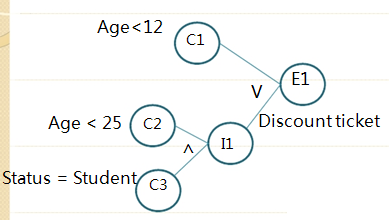 Age<12
C1
E1
V
Age < 25
C2
Discount ticket
^
I1
Status = Student
C3